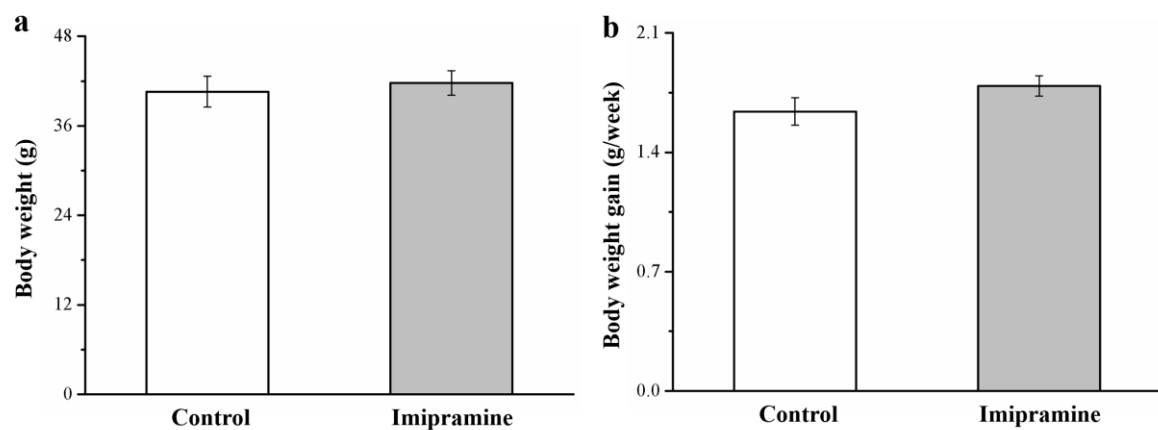 a
Body weight (g)
48
36
24
12
0
Control Imipramine
b
Body weight gain (g/week)
2.1
1.4
0.7
0.0
Control Imipramine